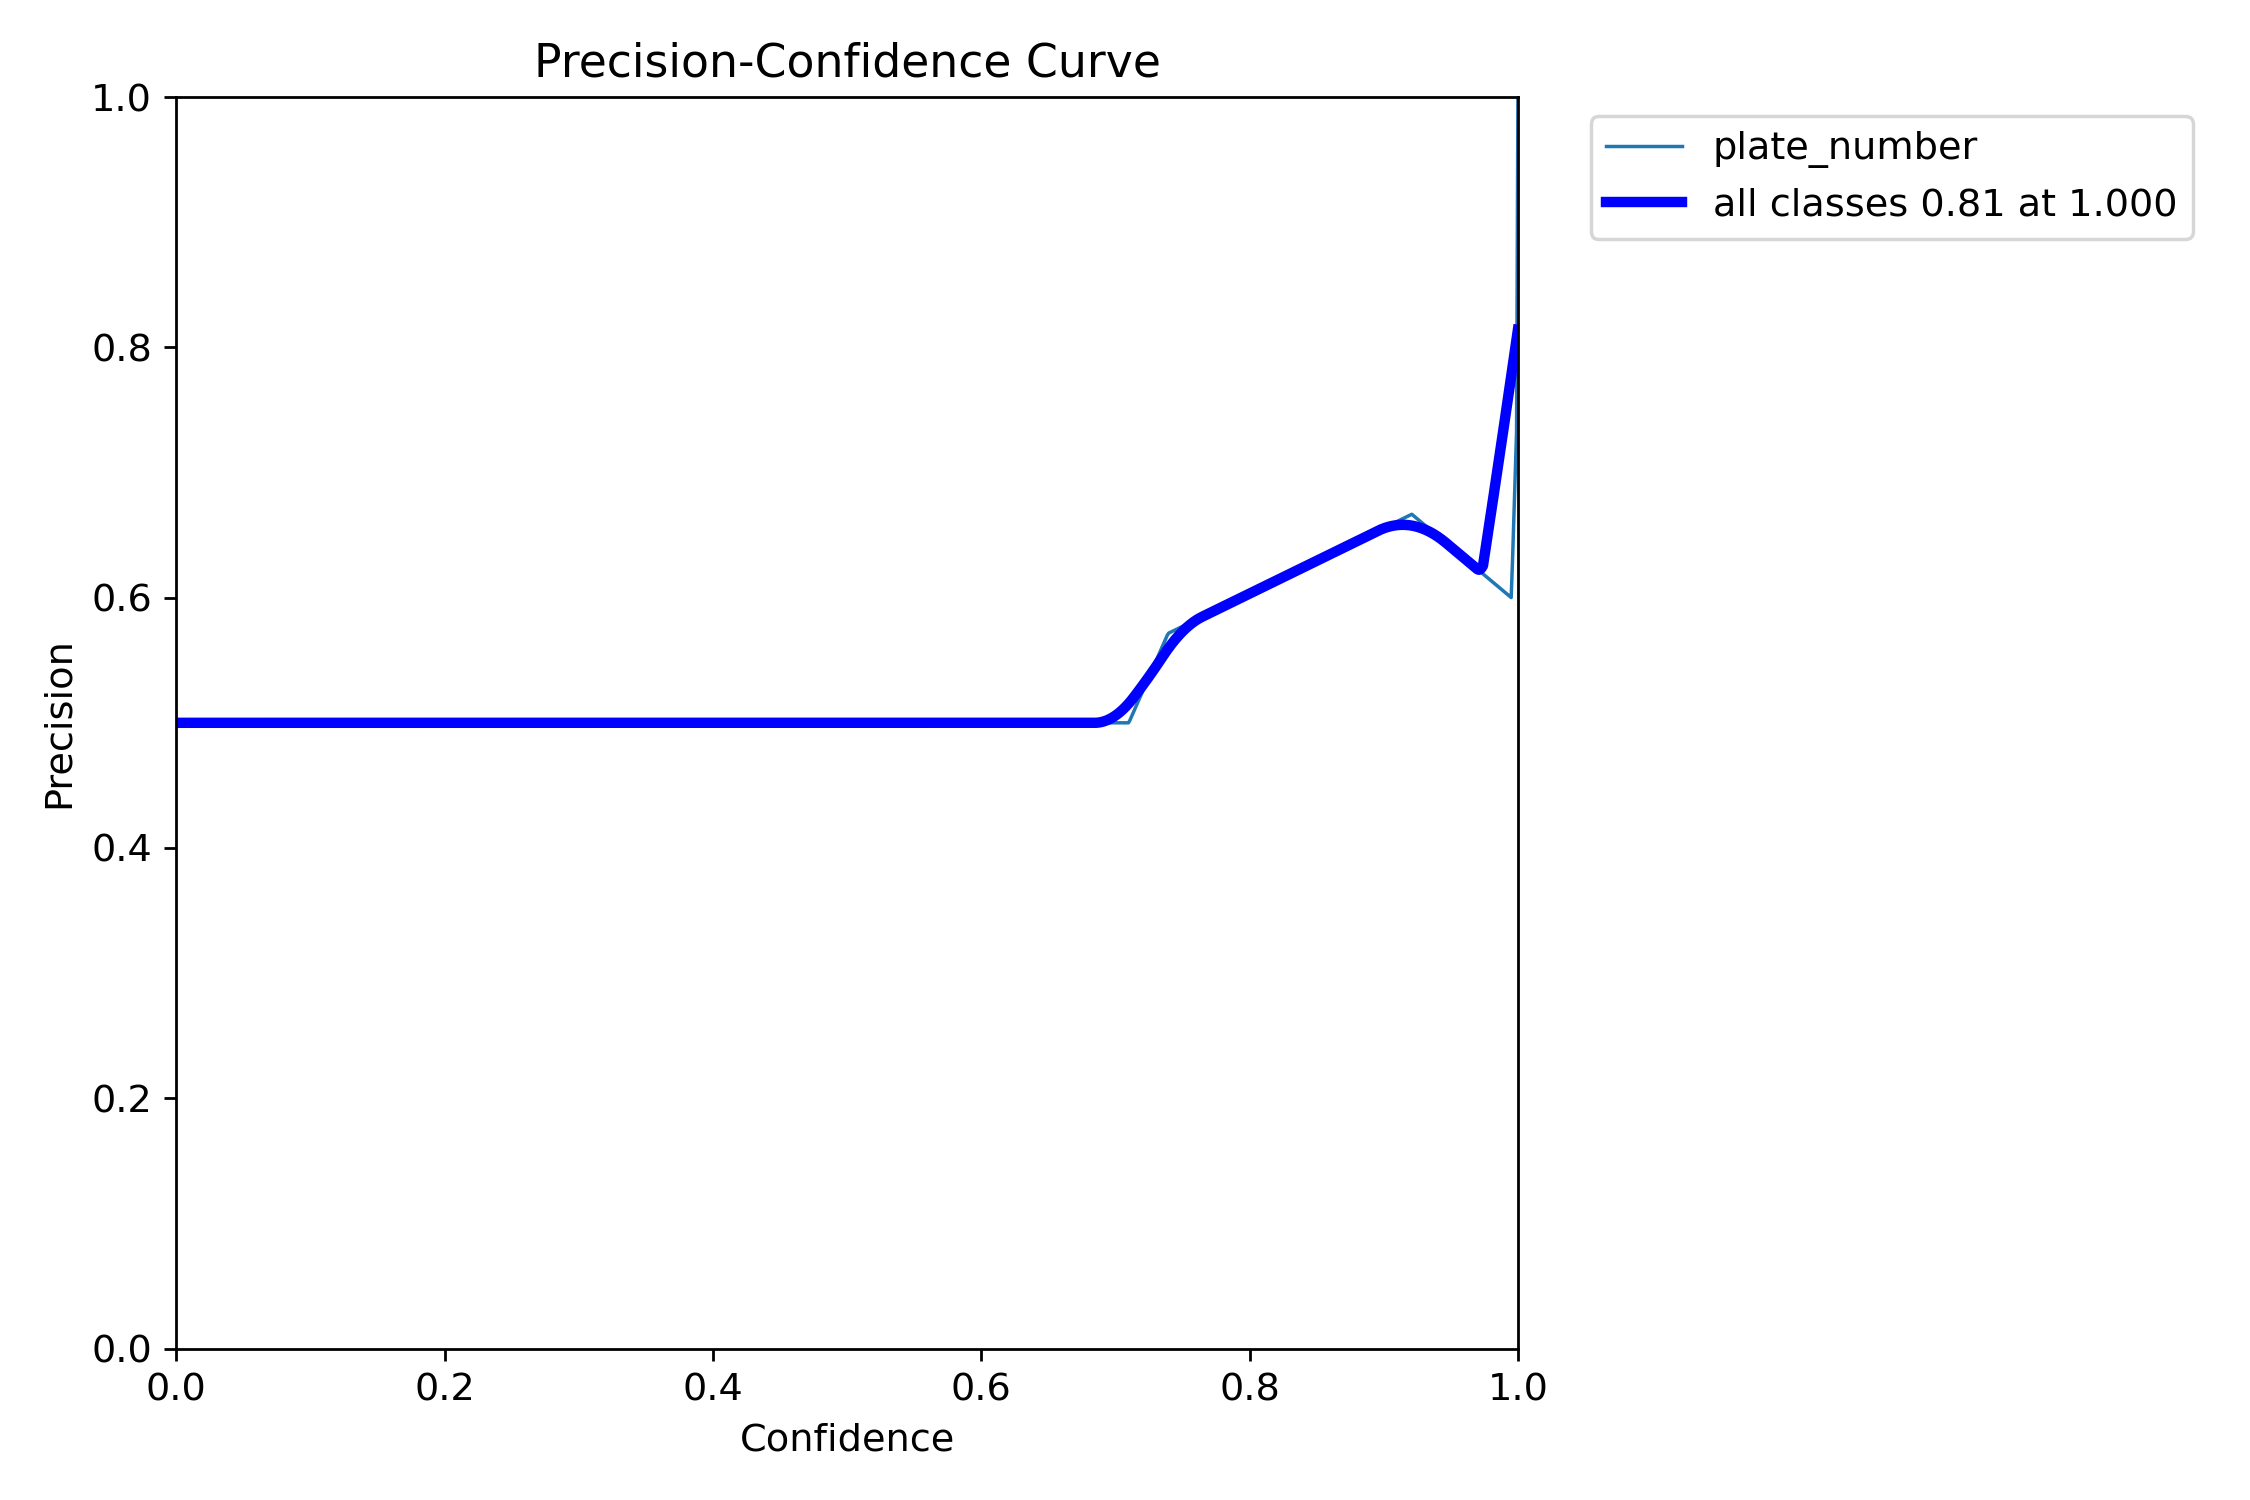 Precision-Confidence Curve
1.0
0.8
0.6
0.4
0.2
0.0
Precision
0.0 0.2 0.4 0.6 0.8 1.0
Confidence
plate_number
all classes 0.81 at 1.000